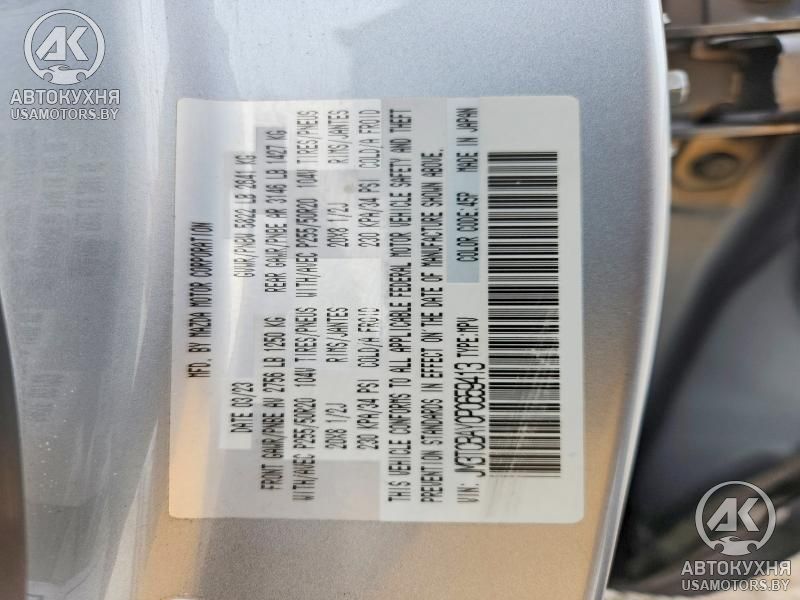 AK
АВТОКУХНЯ
USAMOTORS.BY
MFD. BY MAZDA MOTOR CORPORATION
DATE: 03/23 GVWR/PNBV 5822 LB 2641 KG
FRONT GAWR/PNBE AV 2756 LB 1250 KG REAR GAWR/PNBE AR 3146 LB 1427 KG
WITH/AVEC P255/50R20 104V TIRES/PNEUS WITH/AVEC P255/50R20 104V TIRES/PNEUS
20X8 1/2J RIMS/JANTES 20X8 1/2J RIMS/JANTES
230 KPA/34 PSI COLD/A FROID 230 KPA/34 PSI COLD/A FROID
THIS VEHICLE CONFORMS TO ALL APPLICABLE FEDERAL MOTOR VEHICLE SAFETY AND THEFT
PREVENTION STANDARDS IN EFFECT ON THE DATE OF MANUFACTURE SHOWN ABOVE.
VIN: JM3TCBAY0P0659413 TYPE:MPV COLOR CODE:45P MADE IN JAPAN
AK
АВТОКУХНЯ
USAMOTORS.BY